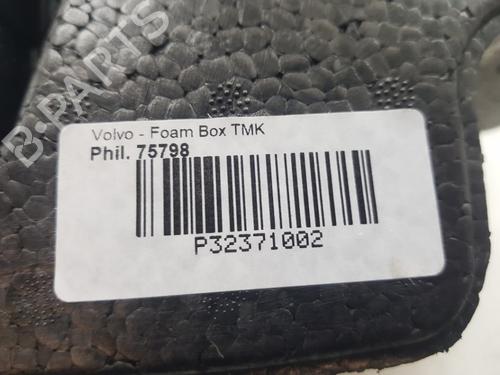 B-PARTS
Volvo - Foam Box TMK
Phil. 75798
P32371002